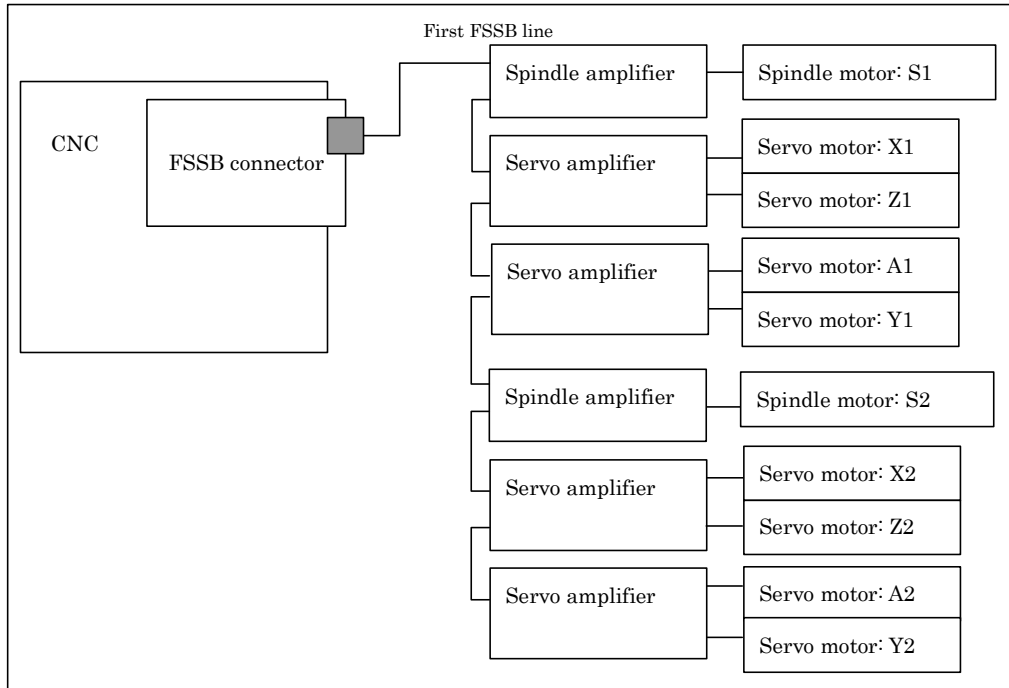 First FSSB line
Spindle amplifier
Spindle motor: S1
CNC
FSSB connector
Servo amplifier
Servo motor: X1
Servo motor: Z1
Servo amplifier
Servo motor: A1
Servo motor: Y1
Spindle amplifier
Spindle motor: S2
Servo amplifier
Servo motor: X2
Servo motor: Z2
Servo amplifier
Servo motor: A2
Servo motor: Y2